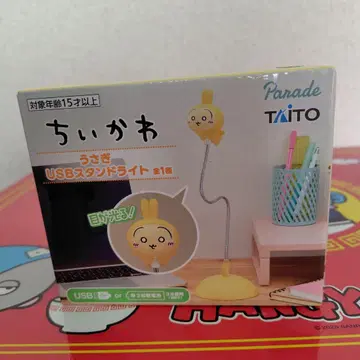 対象年齢15才以上
Parade
TAITO
ちいかわ
うさぎ
USBスタンドライト 全1種
目が光る!
USB
or